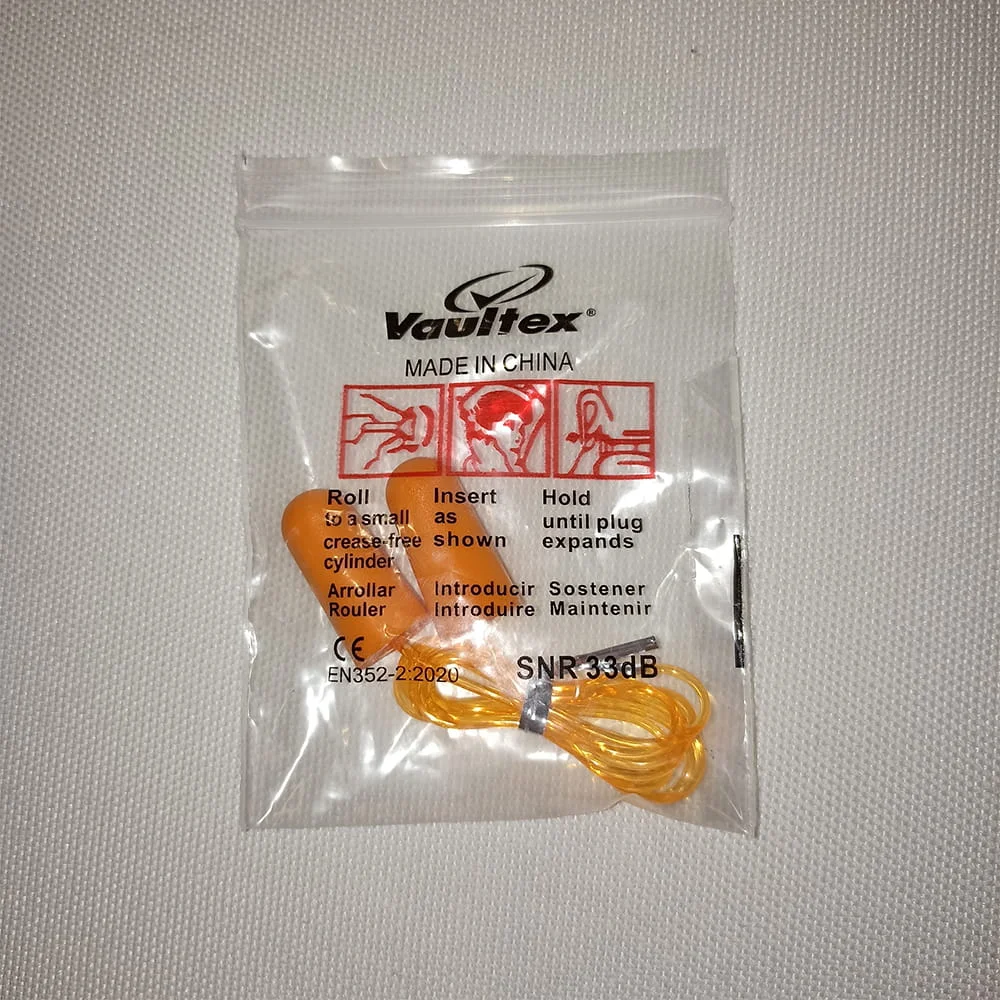 Vaultex®
MADE IN CHINA
Roll
to a small
crease-free
cylinder
Arrollar
Rouler
Insert
as
shown
Introducir
Introduire
Hold
until plug
expands
Sostener
Maintenir
CE
EN352-2:2020
SNR 33dB